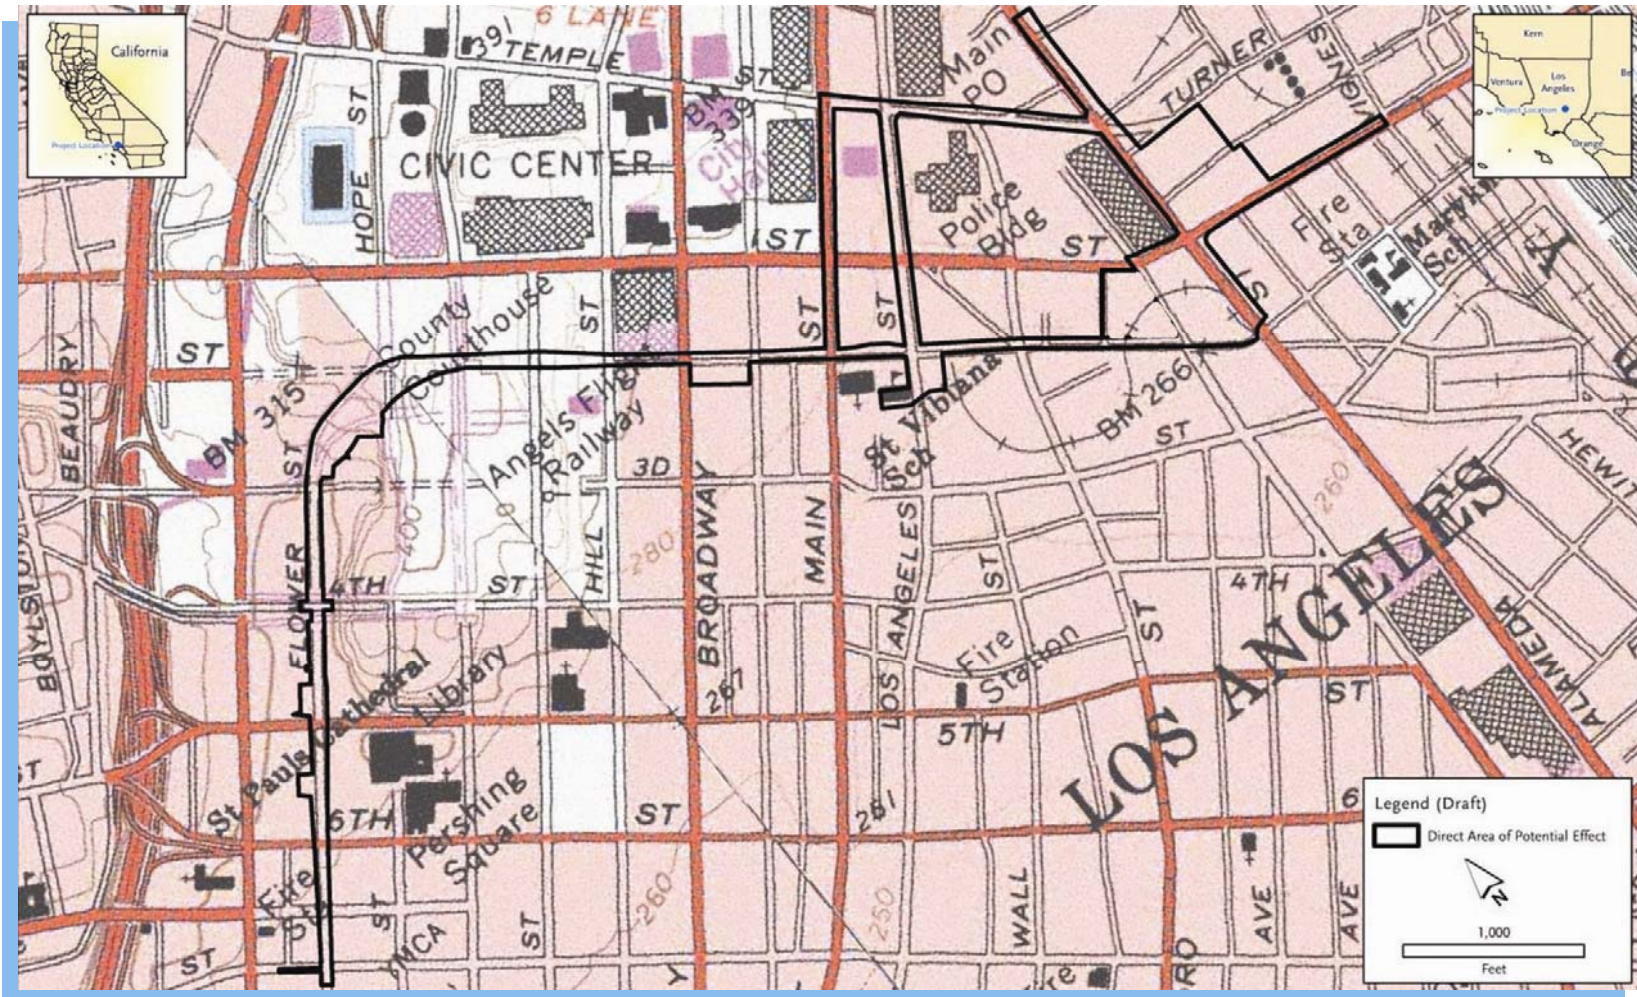 California
Project Location
6 LANE
391
TEMPLE
ST
Main
PO
TURNER
VIGNES
Kern
Ventura
Los
Angeles
Project Location
Orange
HOPE
ST
CIVIC CENTER
BM
339
City
Hall
Police
Bldg
1ST
ST
Fire
Sta
Maryknoll
Sch
ST
County
Courthouse
ST
ST
ST
BEAUDRY
BM 315
ST
Angels Flight
Railway
St Vibiana
Sch
BM 266
ST
HEWIT
3D
260
400
280
FLOWER
4TH
ST
HILL
BROADWAY
MAIN
LOS ANGELES
ST
4TH
ST
LOS ANGELES
ALAMEDA
BOYLSTON
St Pauls Cathedral
Library
267
Fire
Station
5TH
ST
6TH
Pershing
Square
ST
261
6
Fire
Sta
ST
YMCA
ST
ST
260
250
WALL
AVE
AVE
RO
Y
Fire
Legend (Draft)
Direct Area of Potential Effect
N
1,000
Feet